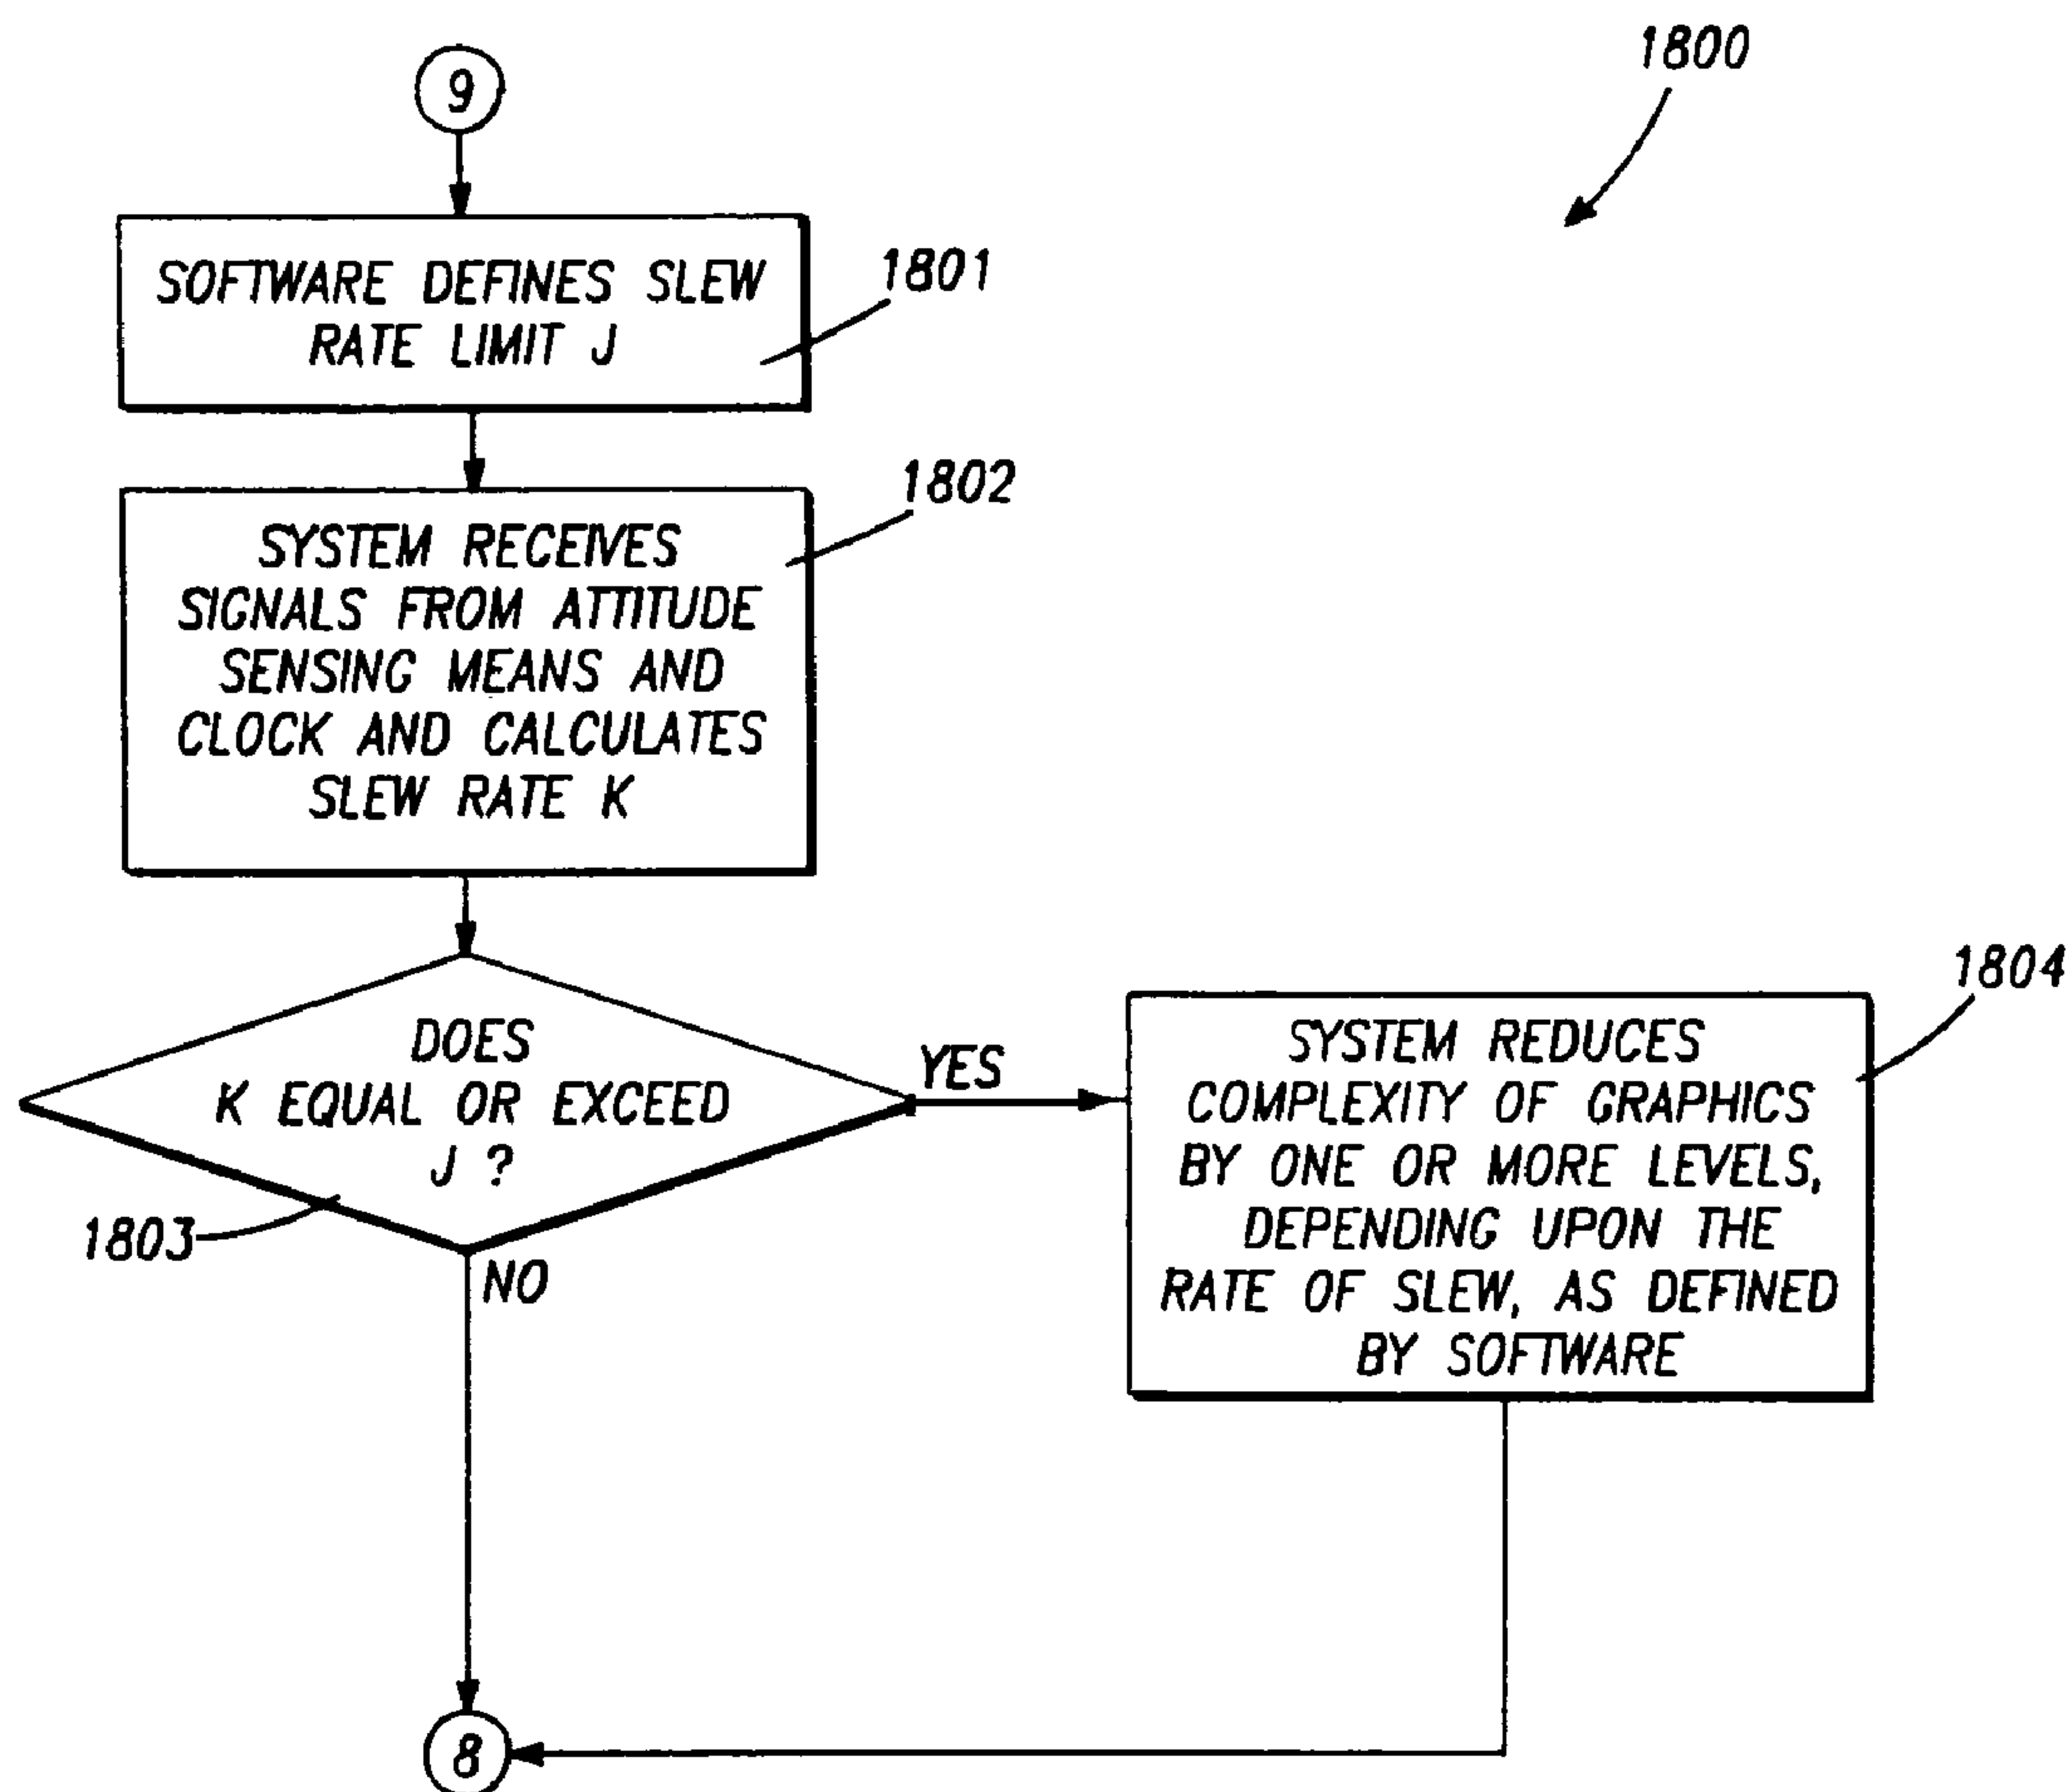 1800
9
SOFTWARE DEFINES SLEW
RATE LIMIT J
1801
SYSTEM RECEIVES
SIGNALS FROM ATTITUDE
SENSING MEANS AND
CLOCK AND CALCULATES
SLEW RATE K
1802
DOES
K EQUAL OR EXCEED
J ?
1803
YES
NO
SYSTEM REDUCES
COMPLEXITY OF GRAPHICS
BY ONE OR MORE LEVELS,
DEPENDING UPON THE
RATE OF SLEW, AS DEFINED
BY SOFTWARE
1804
8